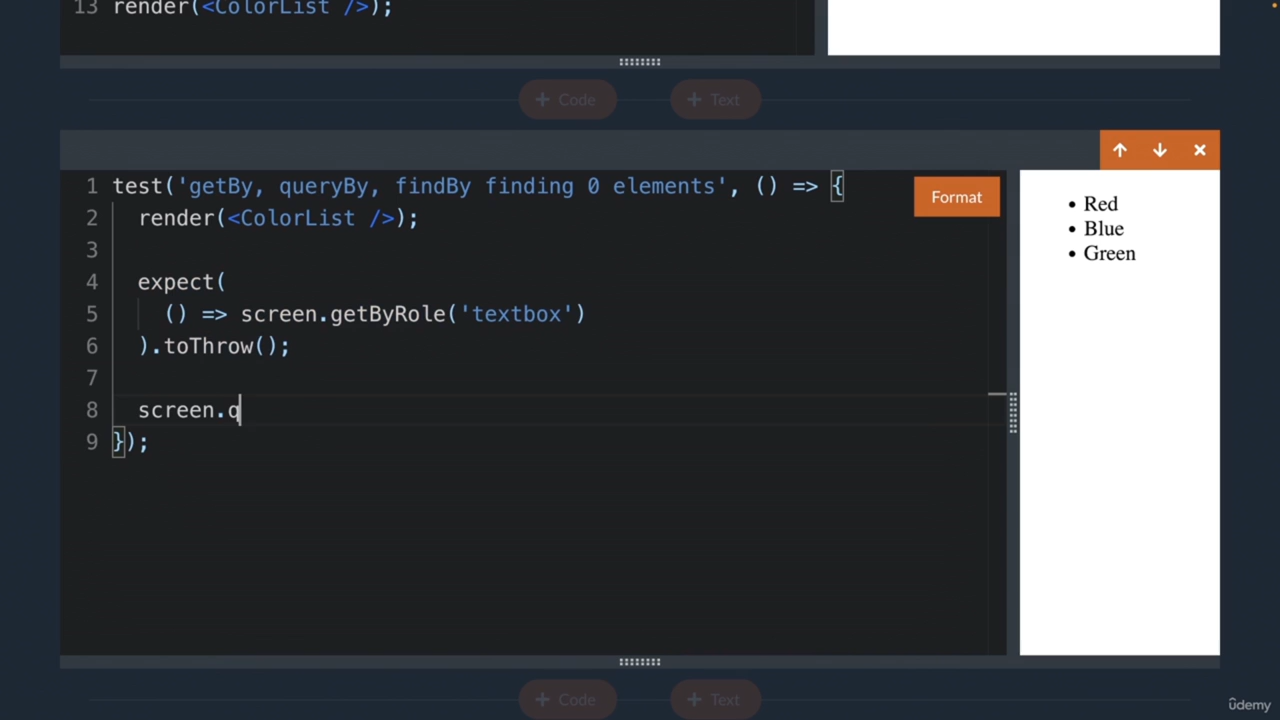 13 render(<ColorList />);
+ Code + Text
1 test('getBy, queryBy, findBy finding 0 elements', () => {
Format
2 render(<ColorList />);
3
4 expect(
5 () => screen.getByRole('textbox')
6 ).toThrow();
7
8 screen.q
9 });
• Red
• Blue
• Green
+ Code + Text
ûdemy